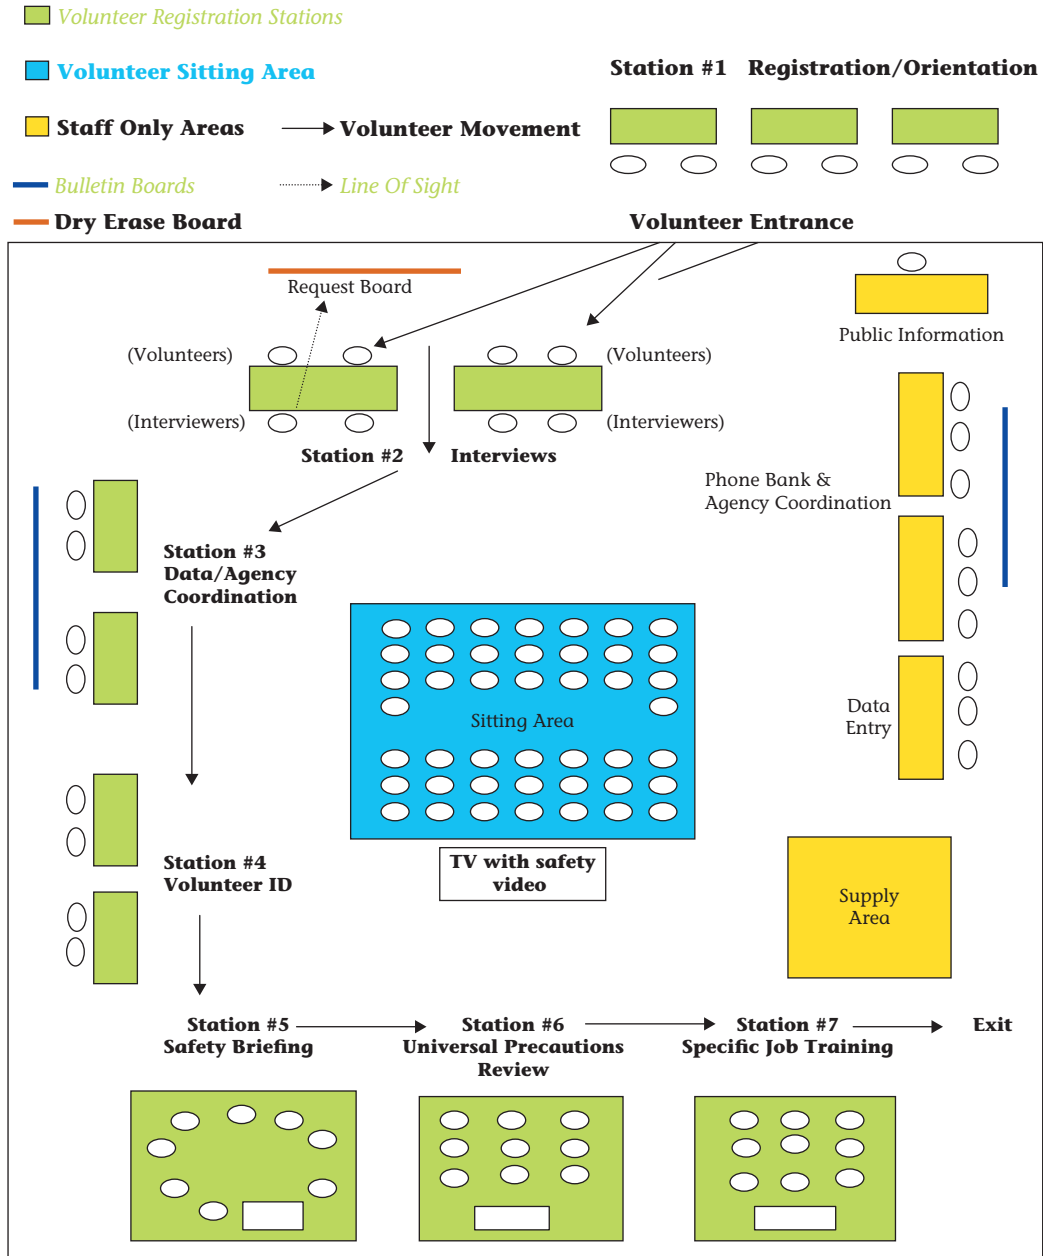 Volunteer Registration Stations
Volunteer Sitting Area
Station #1 Registration/Orientation
Staff Only Areas
Volunteer Movement
Bulletin Boards
Line Of Sight
Dry Erase Board
Volunteer Entrance
Request Board
Public Information
(Volunteers)
(Volunteers)
(Interviewers)
(Interviewers)
Station #2
Interviews
Phone Bank &
Agency Coordination
Station #3
Data/Agency
Coordination
Sitting Area
Data
Entry
TV with safety
video
Station #4
Volunteer ID
Supply
Area
Station #5
Safety Briefing
Station #6
Universal Precautions
Review
Station #7
Specific Job Training
Exit